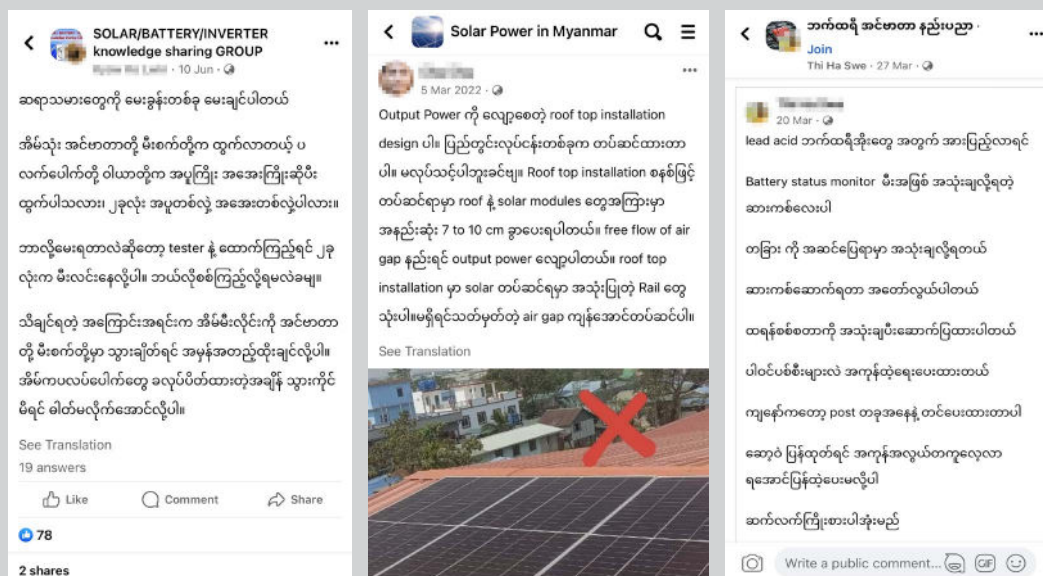 SOLAR/BATTERY/INVERTER
knowledge sharing GROUP
10 Jun
ဆရာသမားတွေကို မေးခွန်းတစ်ခု မေးချင်ပါတယ်
အိမ်သုံး အင်ဗာတာတို့ မီးစက်တို့က ထွက်လာတယ့် ပ
လက်ပေါက်တို့ ဝါယာတို့က အပူကြိုး အအေးကြိုးဆိုပီး
ထွက်ပါသလား၊ ၂ခုလုံး အပူတစ်လှဲ့ အအေးတစ်လှဲ့ပါလား။
ဘာလို့မေးရတာလဲဆိုတော့ tester နဲ့ ထောက်ကြည့်ရင် ၂ခု
လုံးက မီးလင်းနေလို့ပါ။ ဘယ်လိုစစ်ကြည့်လို့ရမလဲခမျ။
သိချင်ရတဲ့ အကြောင်းအရင်းက အိမ်မီးလိုင်းကို အင်ဗာတာ
တို့ မီးစက်တို့မှာ သွားချိတ်ရင် အမှန်အတည့်ထိုးချင်လို့ပါ။
အိမ်ကပလပ်ပေါက်တွေ ခလုပ်ပိတ်ထားတဲ့အချိန် သွားကိုင်
မိရင် ဓါတ်မလိုက်အောင်လို့ပါ။
See Translation
19 answers
Like
Comment
Share
78
2 shares
Solar Power in Myanmar
5 Mar 2022
Output Power ကို လျော့စေတဲ့ roof top installation
design ပါ။ ပြည်တွင်းလုပ်ငန်းတစ်ခုက တပ်ဆင်ထားတာ
ပါ။ မလုပ်သင့်ပါဘူးခင်ဗျ။ Roof top installation စနစ်ဖြင့်
တပ်ဆင်ရာမှာ roof နဲ့ solar modules တွေအကြားမှာ
အနည်းဆုံး 7 to 10 cm ခွာပေးရပါတယ်။ free flow of air
gap နည်းရင် output power လျော့ပါတယ်။ roof top
installation မှာ solar တပ်ဆင်ရမှာ အသုံးပြုတဲ့ Rail တွေ
သုံးပါ။မရှိရင်သတ်မှတ်တဲ့ air gap ကျန်အောင်တပ်ဆင်ပါ။
See Translation
ဘက်ထရီ အင်ဗာတာ နည်းပညာ ·
Join
Thi Ha Swe · 27 Mar
20 Mar
lead acid ဘက်ထရီအိုးတွေ အတွက် အားပြည့်လာရင်
Battery status monitor မီးအဖြစ် အသုံးချလို့ရတဲ့
ဆားကစ်လေးပါ
တခြား ကို အဆင်ပြေရာမှာ အသုံးချလို့ရတယ်
ဆားကစ်ဆောက်ရတာ အတော်လွယ်ပါတယ်
ထရန်စစ်စတာကို အသုံးချပီးဆောက်ပြထားပါတယ်
ပါဝင်ပစ်စီးများလဲ အကုန်ထဲ့ရေးပေးထားတယ်
ကျနော်ကတော့ post တခုအနေနဲ့ တင်ပေးထားတာပါ
ဆော့ဝဲ ပြန်ထုတ်ရင် အကုန်အလွယ်တကူလေ့လာ
ရအောင်ပြန်ထဲ့ပေးမလို့ပါ
ဆက်လက်ကြိုးစားပါအုံးမည်
Write a public comment...
GIF